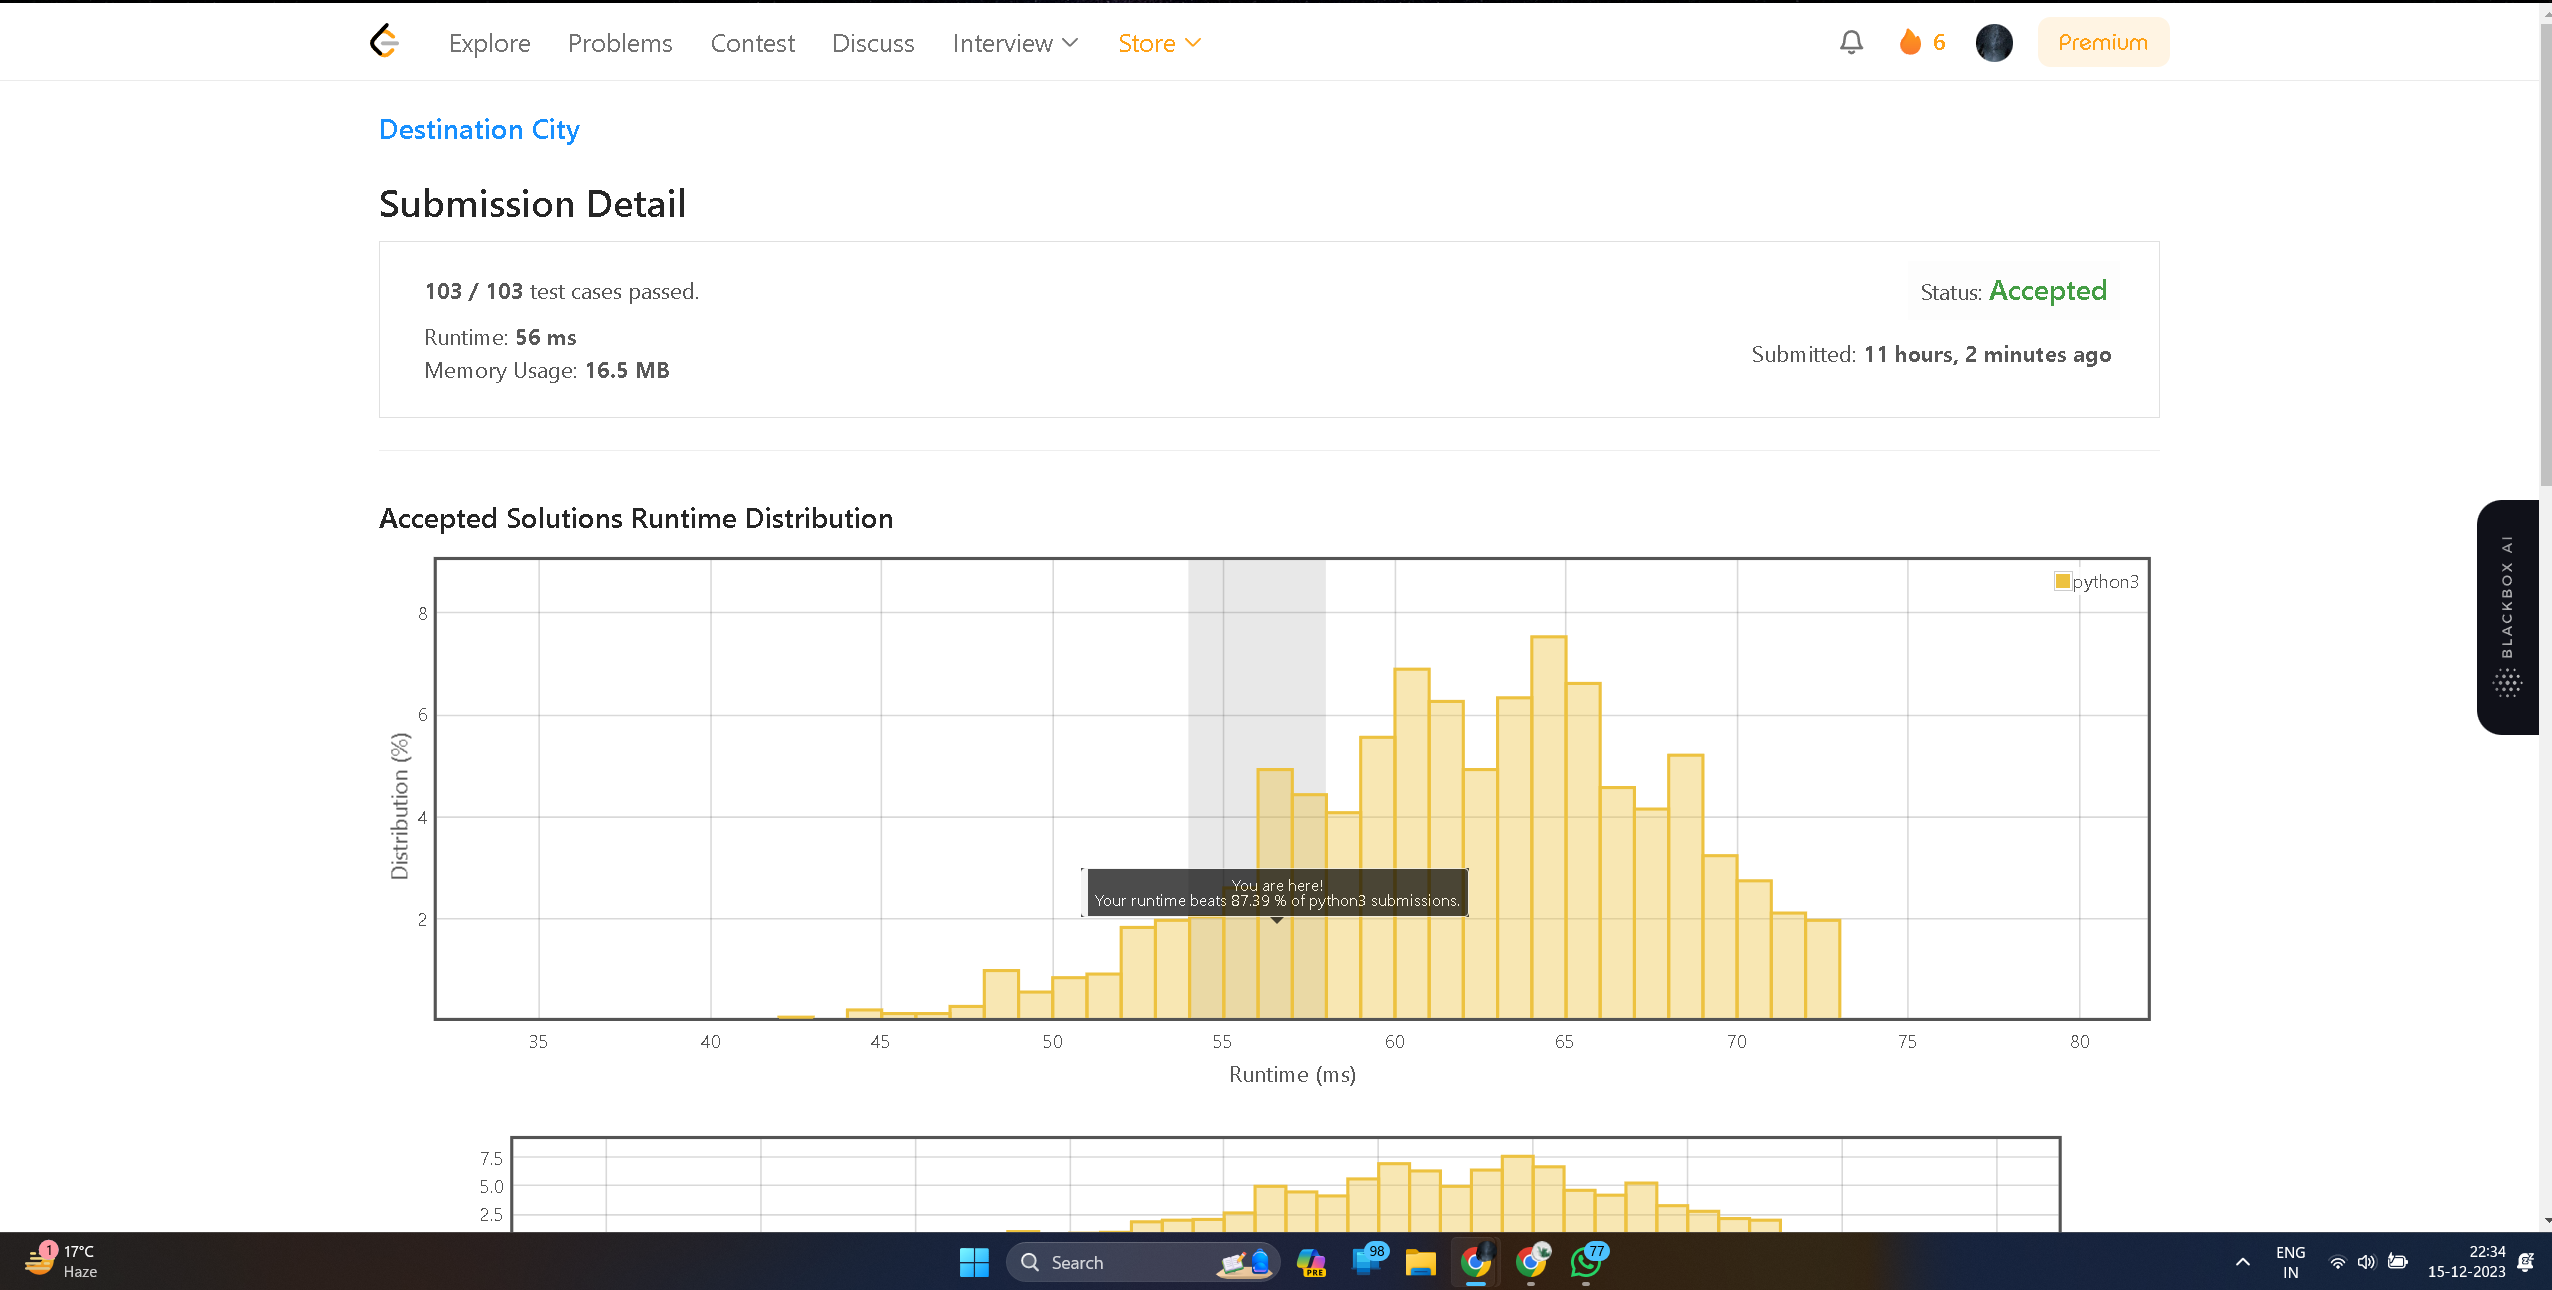 Explore Problems Contest Discuss Interview Store 6 Premium
Destination City
Submission Detail
103 / 103 test cases passed.
Status: Accepted
Runtime: 56 ms
Submitted: 11 hours, 2 minutes ago
Memory Usage: 16.5 MB
Accepted Solutions Runtime Distribution
python3
8
6
4
2
Distribution (%)
You are here!
Your runtime beats 87.39 % of python3 submissions.
35 40 45 50 55 60 65 70 75 80
Runtime (ms)
7.5
5.0
2.5
BLACKBOX AI
1
17°C
Haze
Search
PRE
98
77
ENG
IN
22:34
15-12-2023